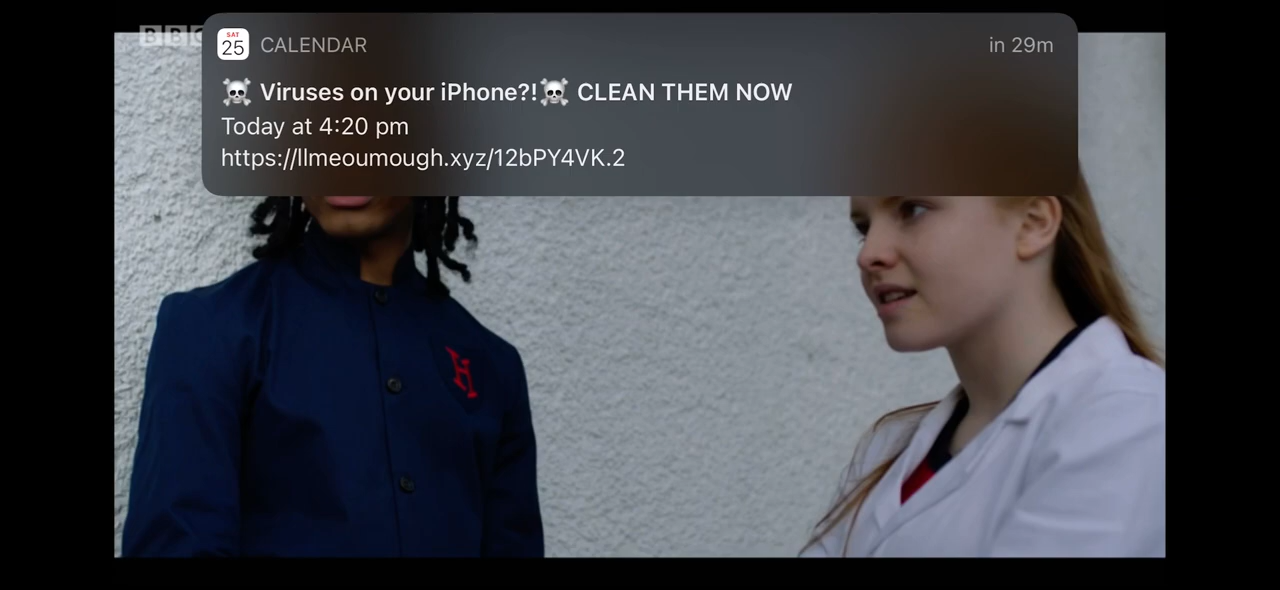 BBC
SAT
25 CALENDAR in 29m
☠️ Viruses on your iPhone?!☠️ CLEAN THEM NOW
Today at 4:20 pm
https://llmeoumough.xyz/12bPY4VK.2
H